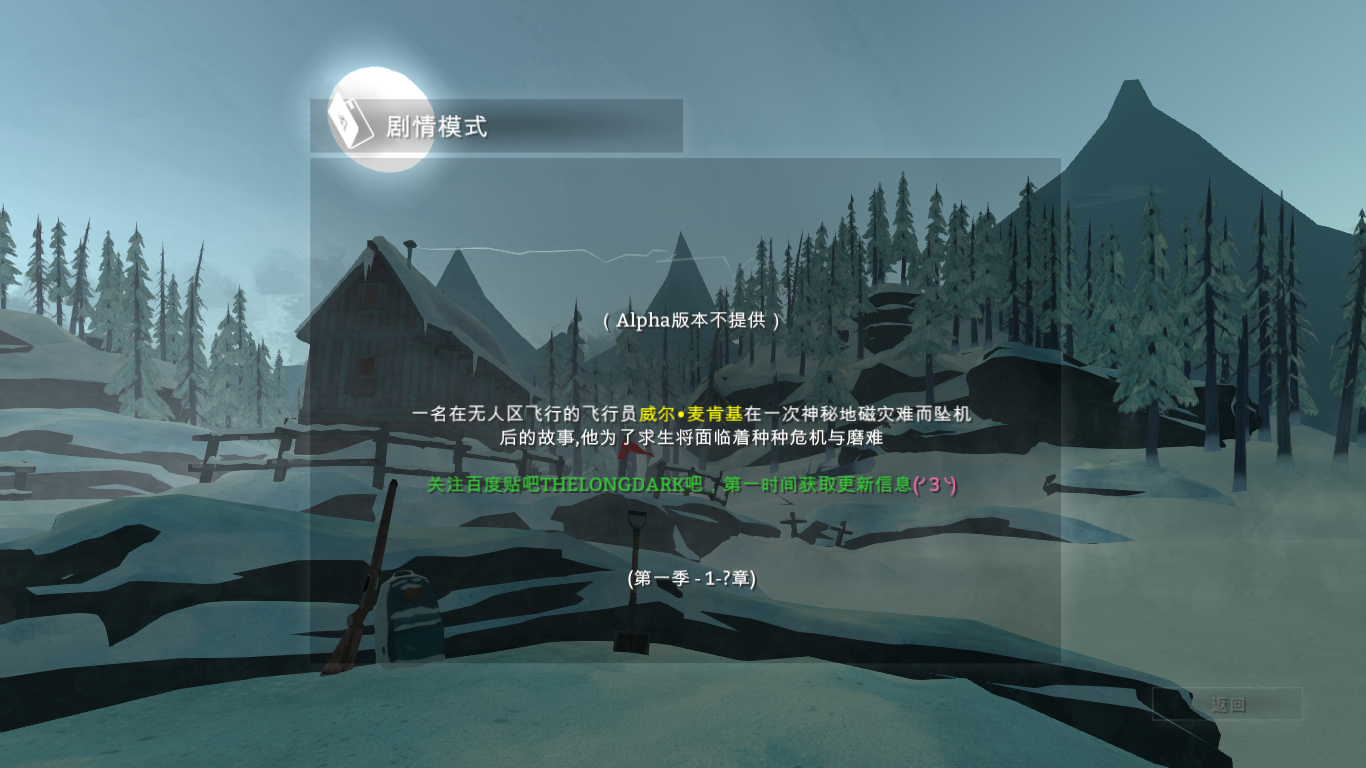 剧情模式
( Alpha版本不提供 )
一名在无人区飞行的飞行员威尔•麦肯基在一次神秘地磁灾难而坠机
后的故事,他为了求生将面临着种种危机与磨难
关注百度贴吧THELONGDARK吧，第一时间获取更新信息(╯3╰)
(第一季 - 1-?章)
返回